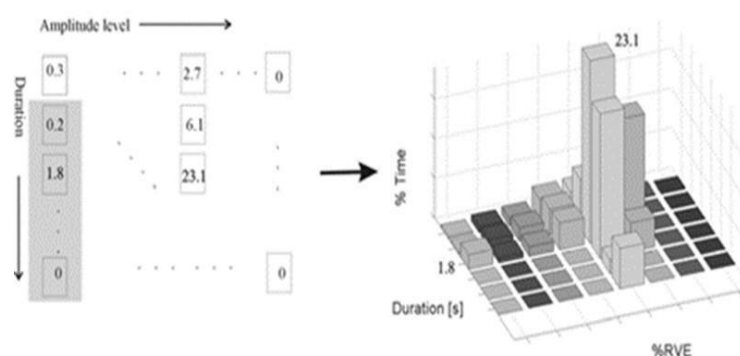 Amplitude level
Duration
0.3 2.7 0
0.2 6.1
1.8 23.1
0 0
23.1
% Time
1.8
Duration [s]
%RVE